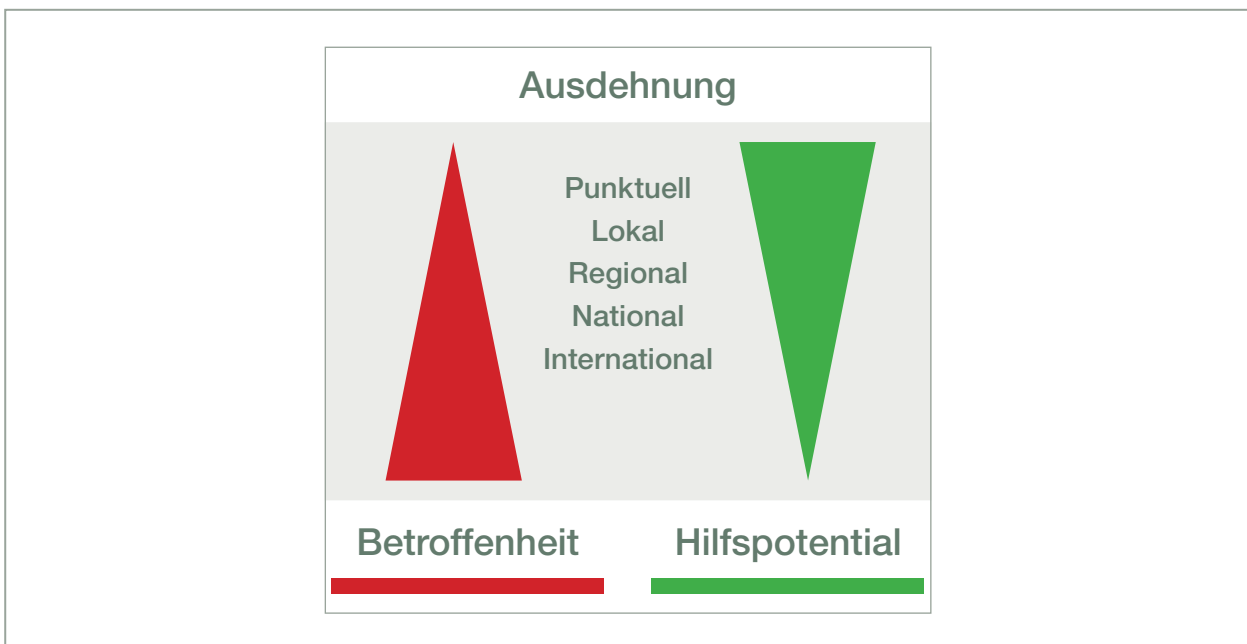 Ausdehnung
Punktuell
Lokal
Regional
National
International
Betroffenheit
Hilfspotential